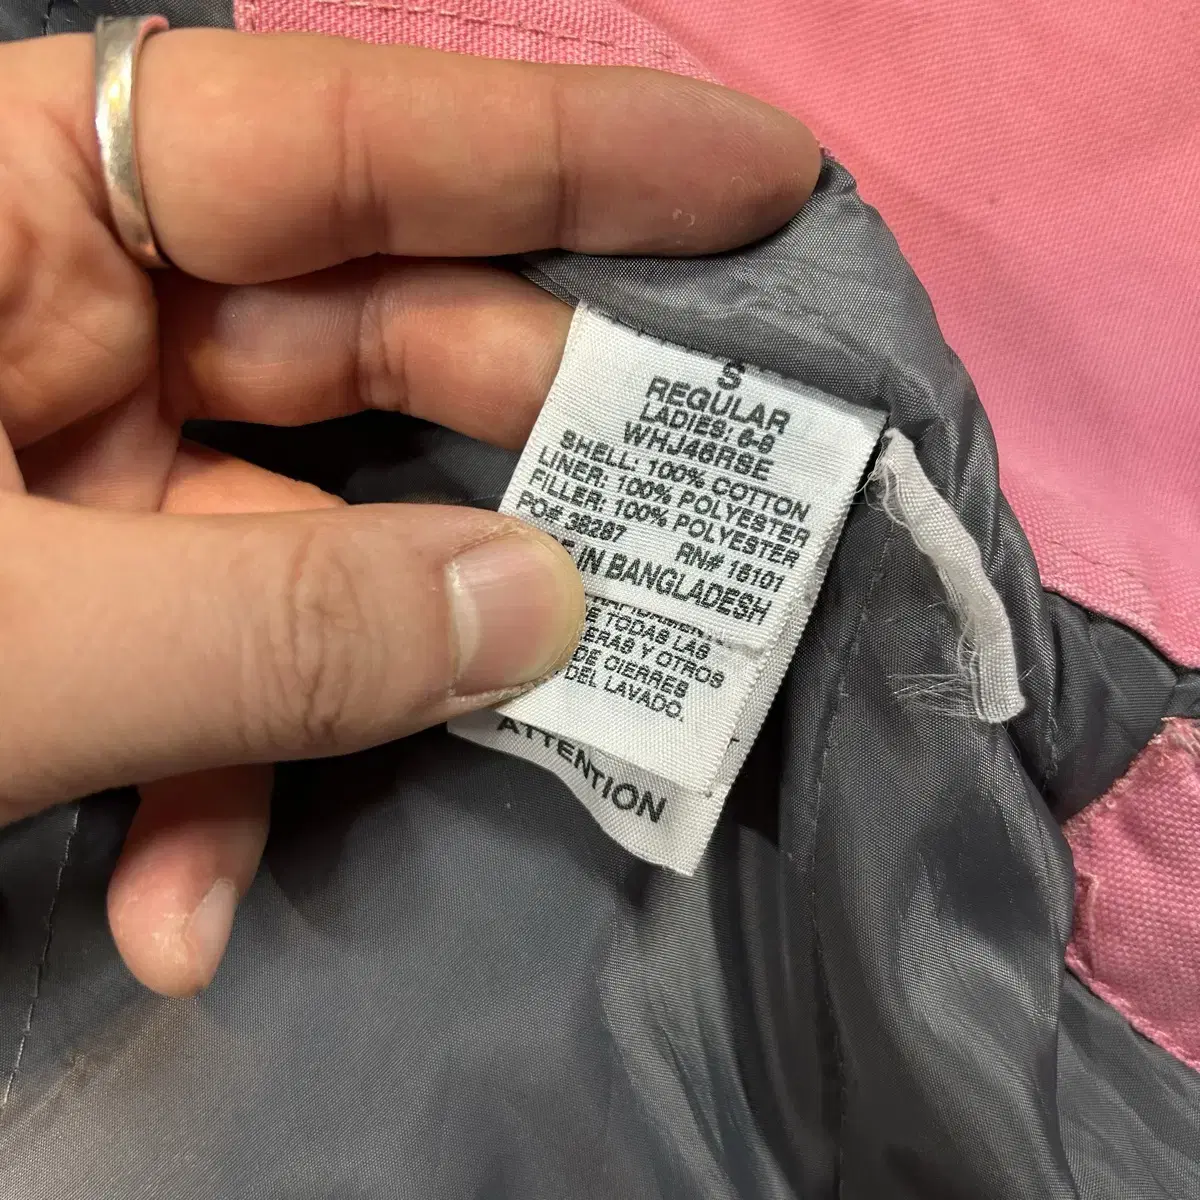 S
REGULAR
LADIES: 6-8
WHJ46RSE
SHELL: 100% COTTON
LINER: 100% POLYESTER
FILLER: 100% POLYESTER
PO# 38287 RN# 16101
IN BANGLADESH
DE TODAS LAS
Y OTROS
DE CIERRES
DEL LAVADO.
ATTENTION